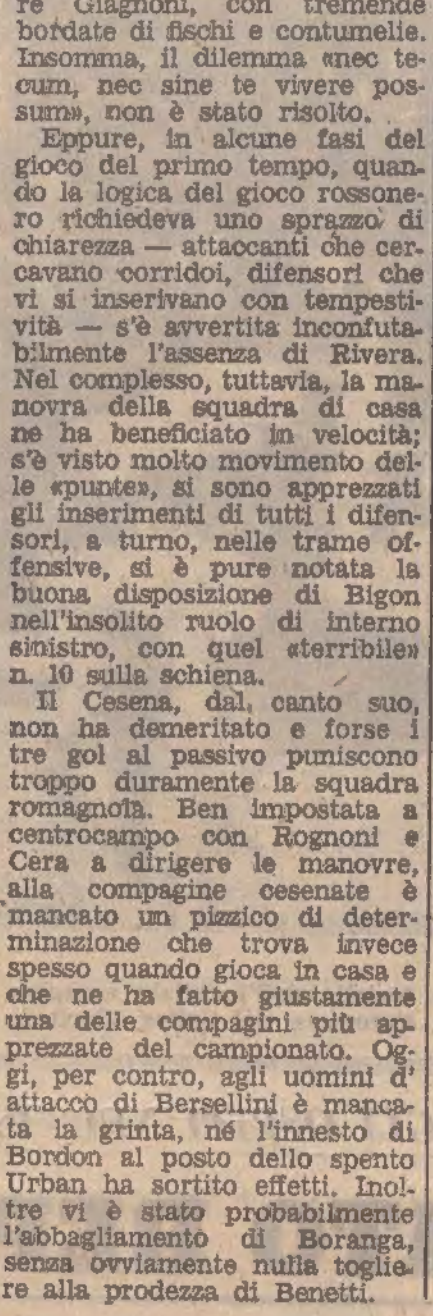 re Giagnoni, con tremende
bordate di fischi e contumelie.
Insomma, il dilemma «nec te-
cum, nec sine te vivere pos-
sum», non è stato risolto.
Eppure, in alcune fasi del
gioco del primo tempo, quan-
do la logica del gioco rossone-
ro richiedeva uno sprazzo di
chiarezza — attaccanti che cer-
cavano corridoi, difensori che
vi si inserivano con tempesti-
vità — s'è avvertita inconfuta-
bilmente l'assenza di Rivera.
Nel complesso, tuttavia, la ma-
novra della squadra di casa
ne ha beneficiato in velocità;
s'è visto molto movimento del-
le «punte», si sono apprezzati
gli inserimenti di tutti i difen-
sori, a turno, nelle trame of-
fensive, si è pure notata la
buona disposizione di Bigon
nell'insolito ruolo di interno
sinistro, con quel «terribile»
n. 10 sulla schiena.
Il Cesena, dal canto suo,
non ha demeritato e forse i
tre gol al passivo puniscono
troppo duramente la squadra
romagnola. Ben impostata a
centrocampo con Rognoni e
Cera a dirigere le manovre,
alla compagine cesenate è
mancato un pizzico di deter-
minazione che trova invece
spesso quando gioca in casa e
che ne ha fatto giustamente
una delle compagini più ap-
prezzate del campionato. Og-
gi, per contro, agli uomini d'
attacco di Bersellini è manca-
ta la grinta, né l'innesto di
Bordon al posto dello spento
Urban ha sortito effetti. Inol-
tre vi è stato probabilmente
l'abbagliamento di Boranga,
senza ovviamente nulla toglie-
re alla prodezza di Benetti.